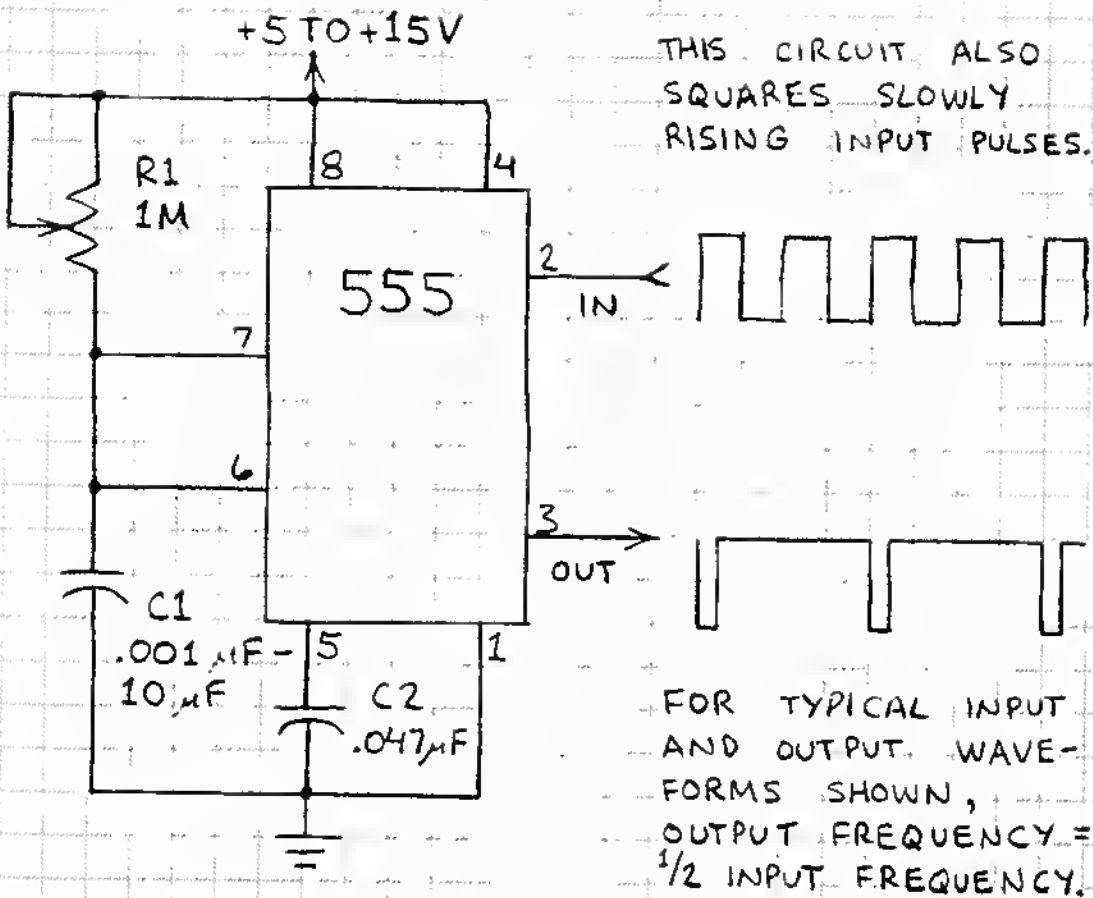 +5 TO +15V
THIS CIRCUIT ALSO
SQUARES SLOWLY
RISING INPUT PULSES.
R1
1M
8
4
555
2
IN
7
6
3
OUT
C1
.001 µF-
10 µF
5
1
C2
.047µF
FOR TYPICAL INPUT
AND OUTPUT WAVE-
FORMS SHOWN,
OUTPUT FREQUENCY =
1/2 INPUT FREQUENCY.